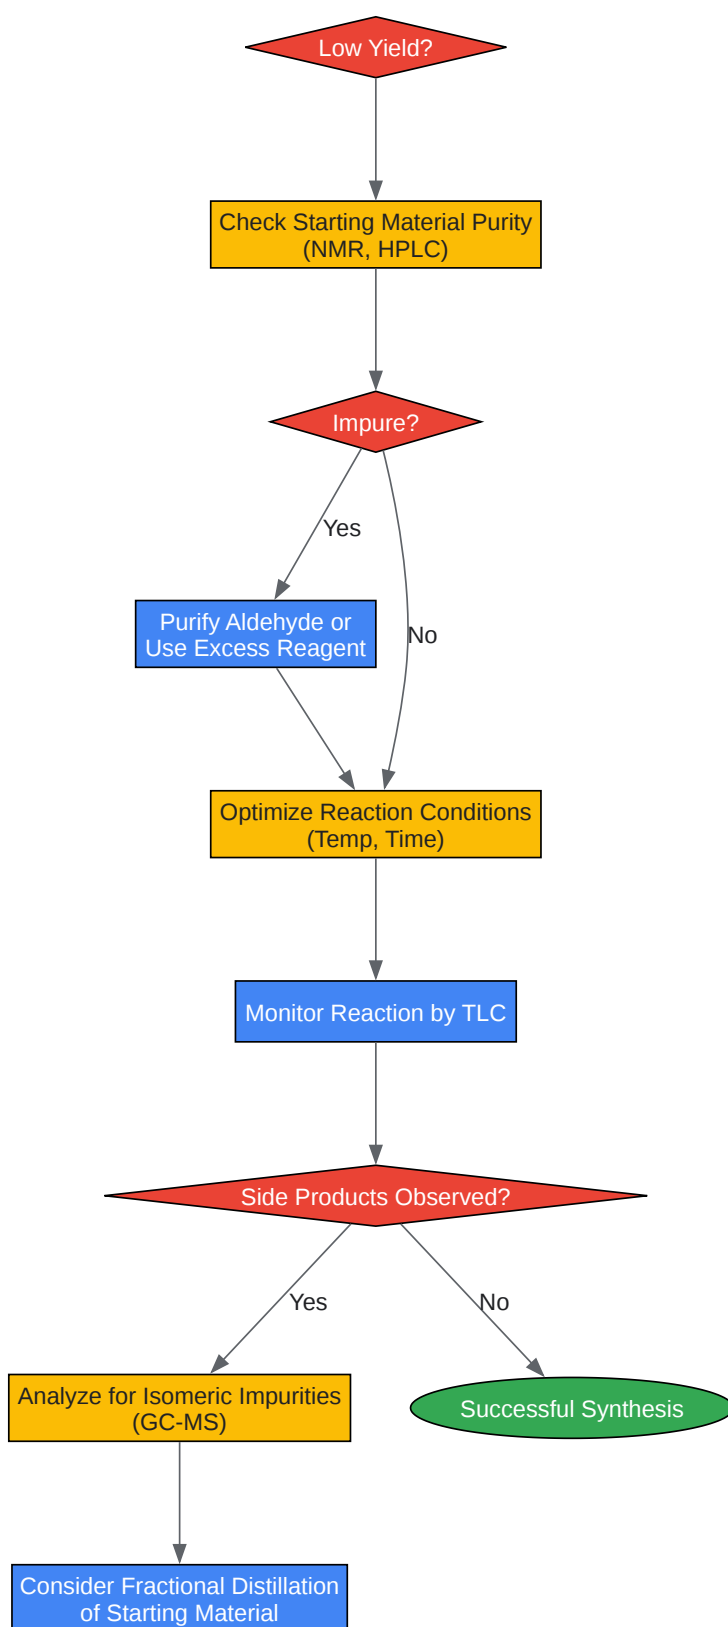 Low Yield?
Check Starting Material Purity
(NMR, HPLC)
Impure?
Yes
Purify Aldehyde or
Use Excess Reagent
No
Optimize Reaction Conditions
(Temp, Time)
Monitor Reaction by TLC
Side Products Observed?
Yes
No
Analyze for Isomeric Impurities
(GC-MS)
Successful Synthesis
Consider Fractional Distillation
of Starting Material